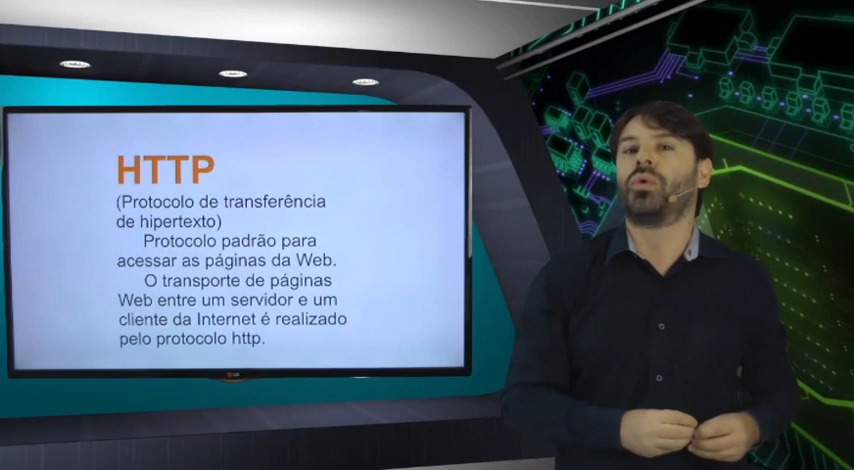 HTTP
(Protocolo de transferência
de hipertexto)
Protocolo padrão para
acessar as páginas da Web.
O transporte de páginas
Web entre um servidor e um
cliente da Internet é realizado
pelo protocolo http.
LG